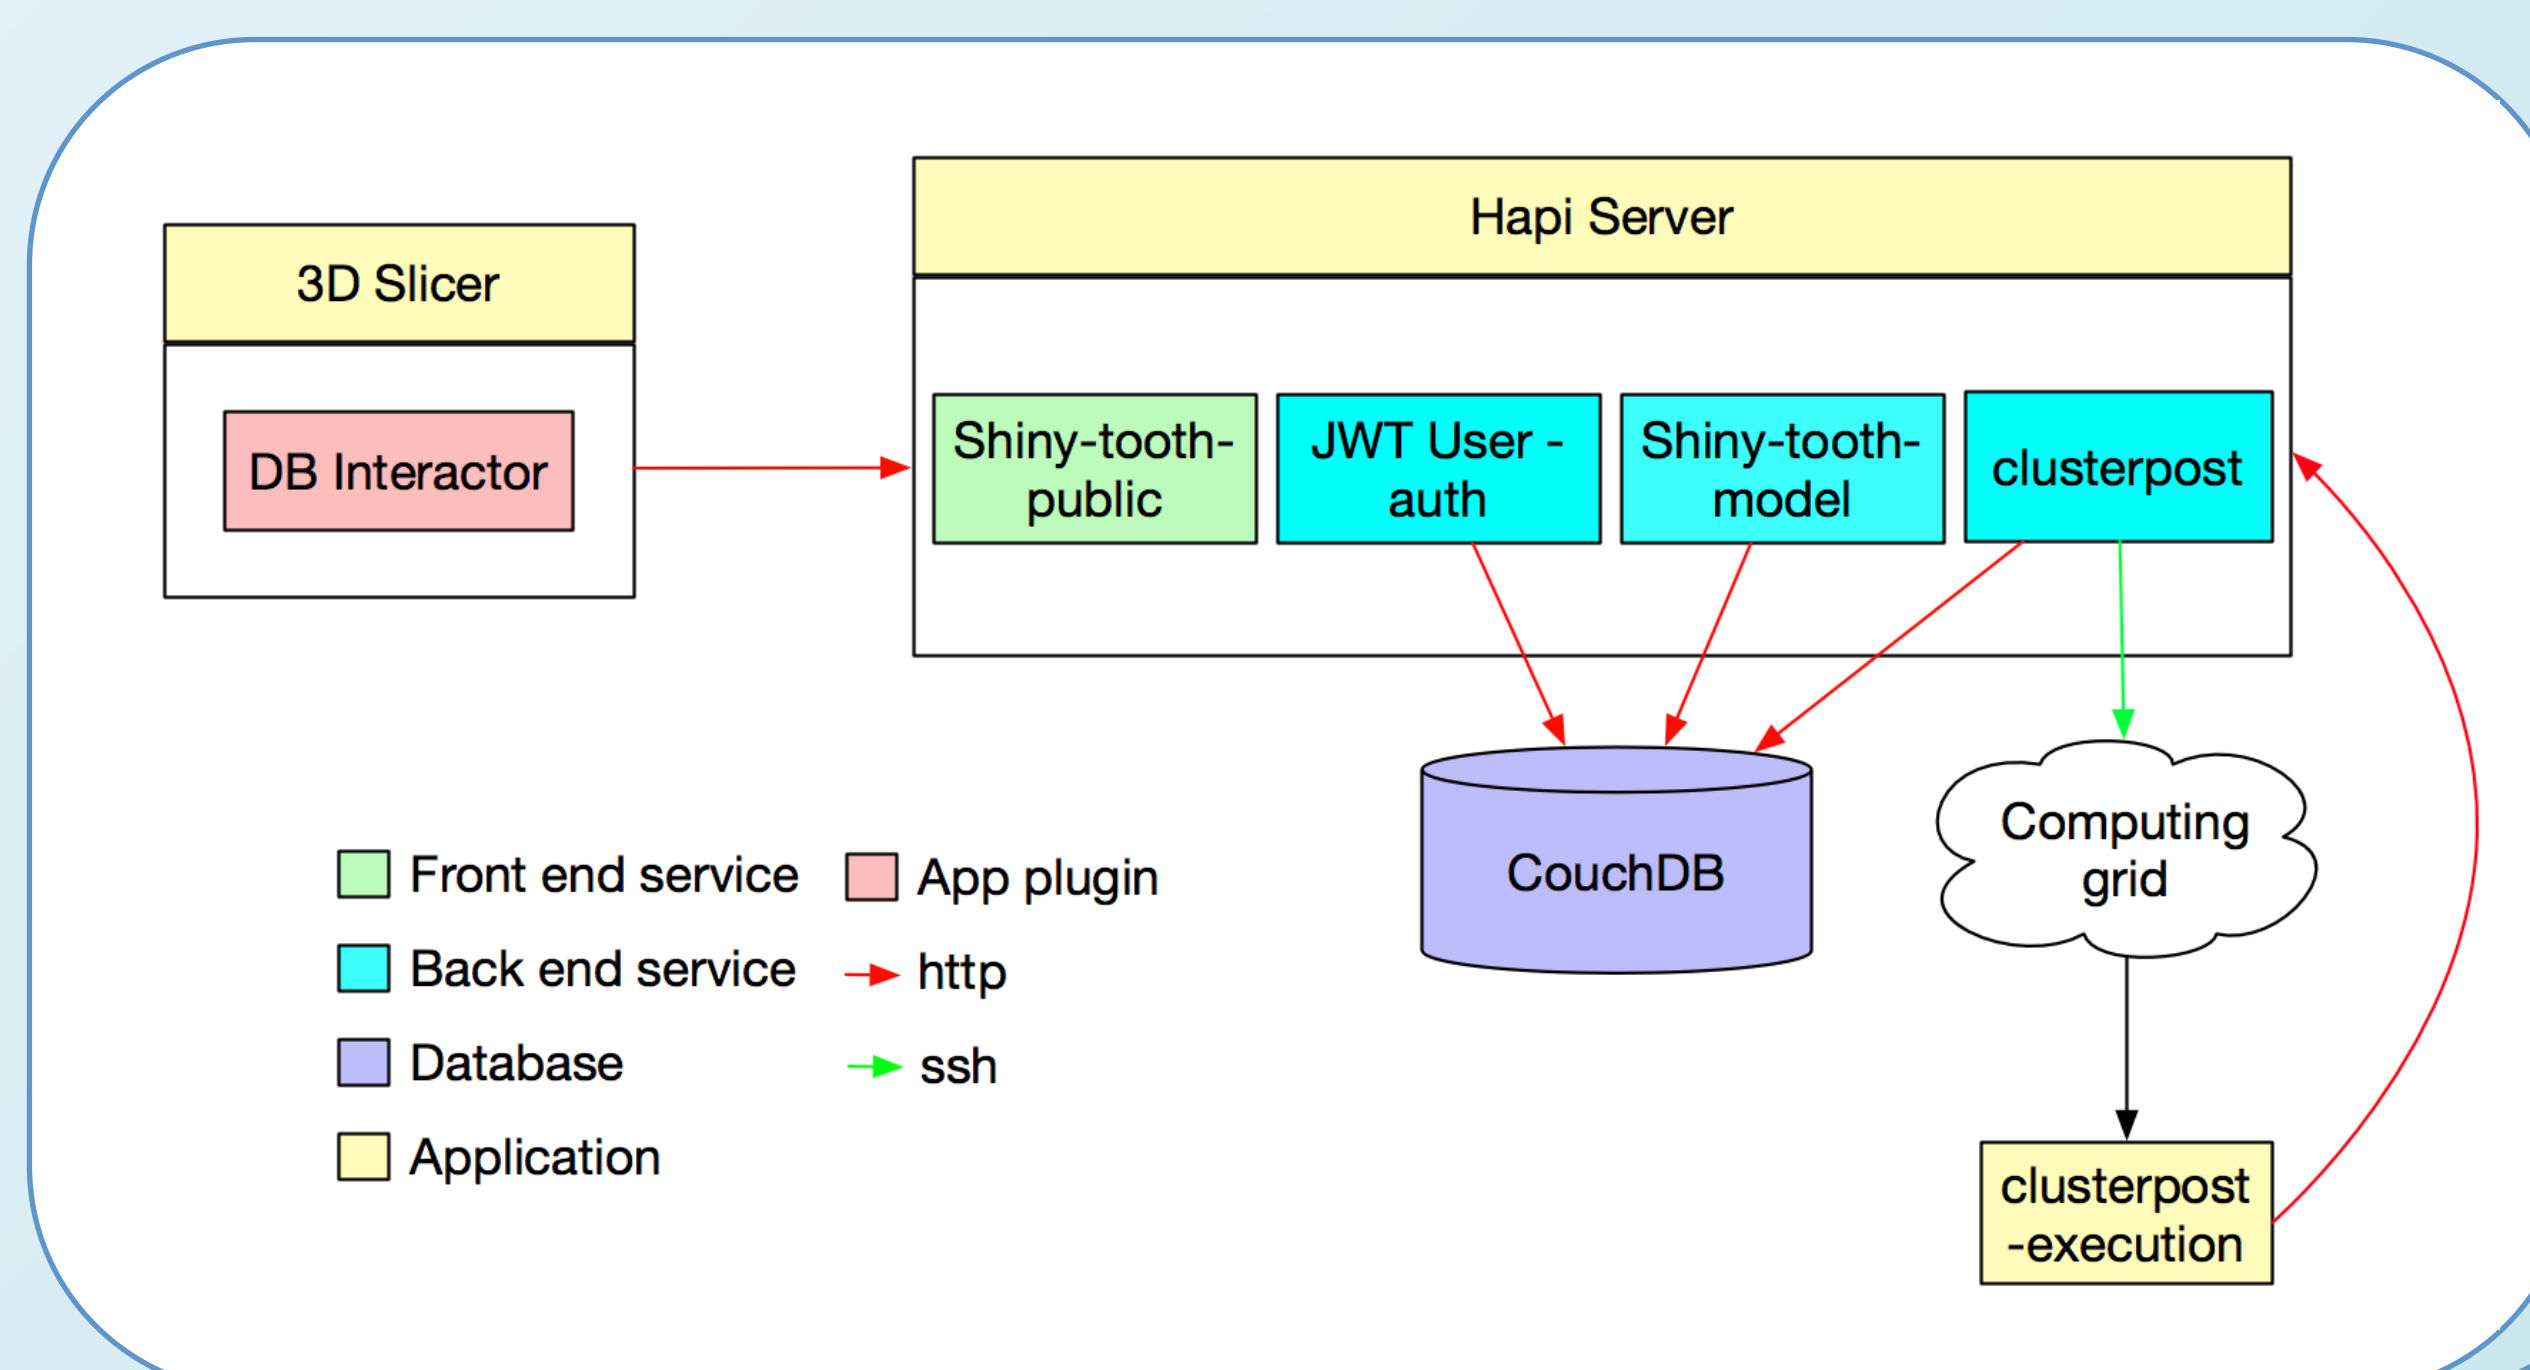 3D Slicer
DB Interactor
Hapi Server
Shiny-tooth-
public
JWT User -
auth
Shiny-tooth-
model
clusterpost
CouchDB
Computing
grid
clusterpost
-execution
Front end service
Back end service
Database
Application
App plugin
http
ssh